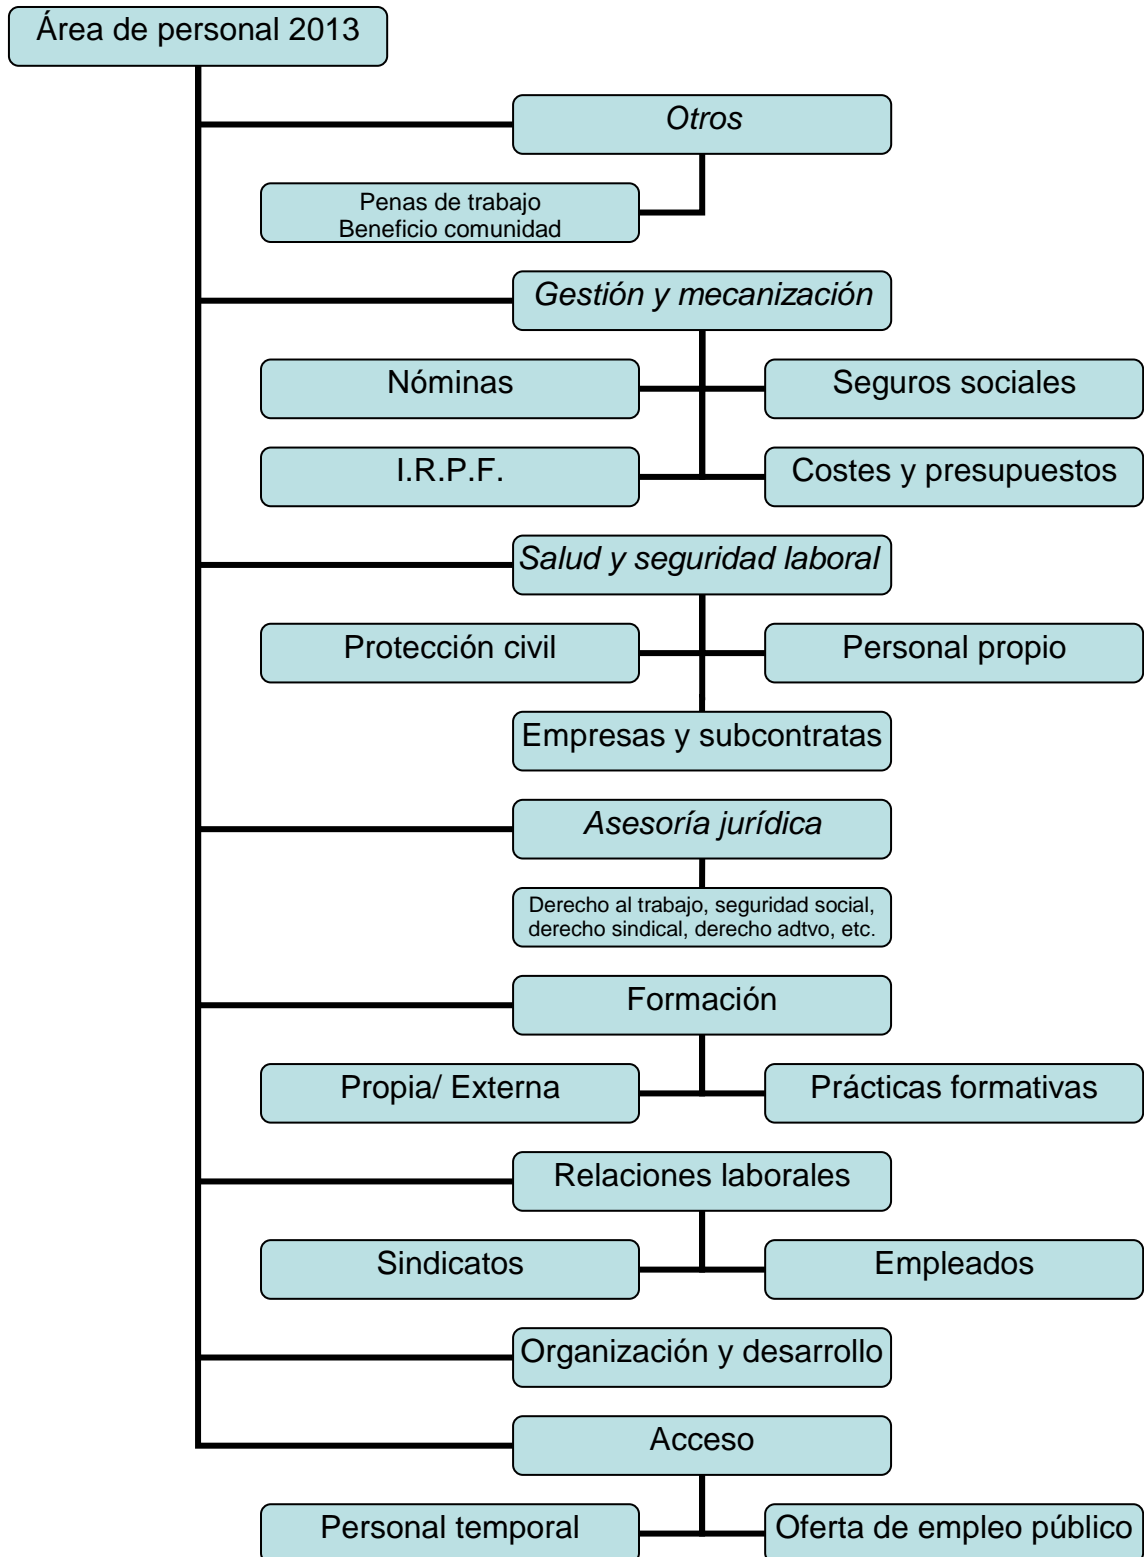 Área de personal 2013
Otros
Penas de trabajo
Beneficio comunidad
Gestión y mecanización
Nóminas
Seguros sociales
I.R.P.F.
Costes y presupuestos
Salud y seguridad laboral
Protección civil
Personal propio
Empresas y subcontratas
Asesoría jurídica
Derecho al trabajo, seguridad social,
derecho sindical, derecho adtvo, etc.
Formación
Propia/ Externa
Prácticas formativas
Relaciones laborales
Sindicatos
Empleados
Organización y desarrollo
Acceso
Personal temporal
Oferta de empleo público